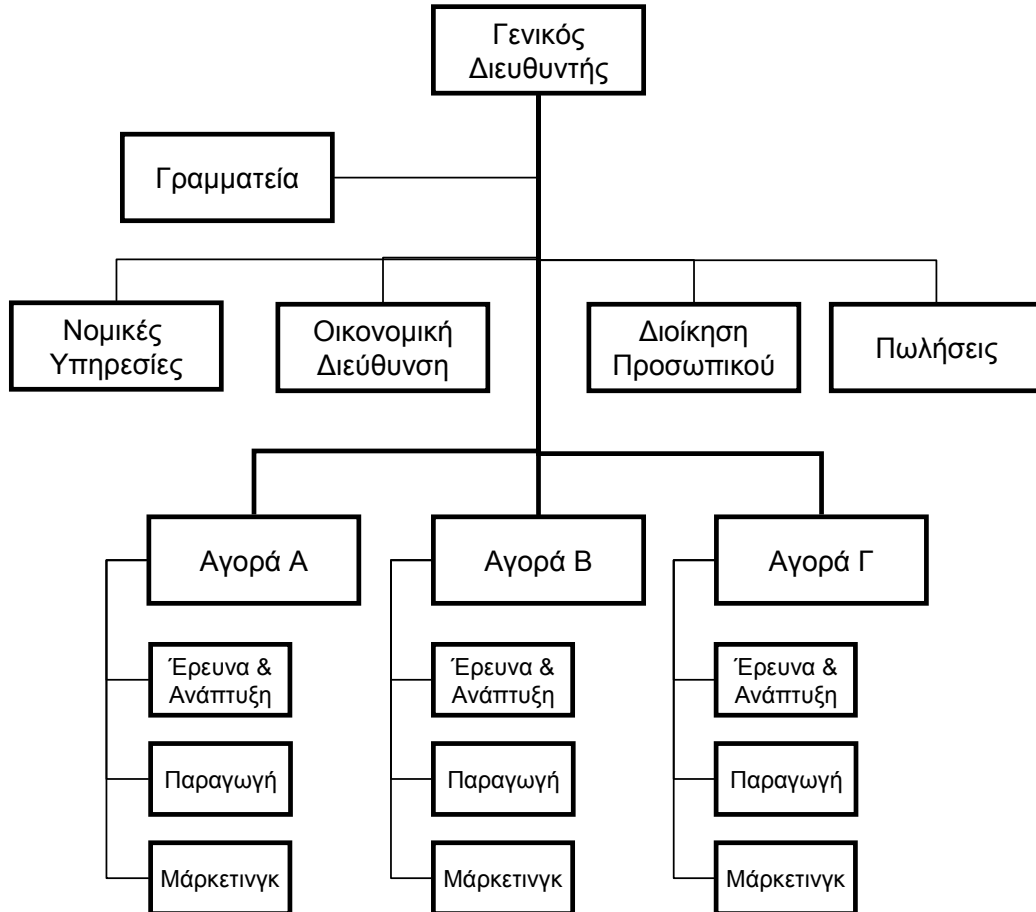 Γενικός
Διευθυντής
Γραμματεία
Νομικές
Υπηρεσίες
Οικονομική
Διεύθυνση
Διοίκηση
Προσωπικού
Πωλήσεις
Αγορά Α
Αγορά Β
Αγορά Γ
Έρευνα &
Ανάπτυξη
Έρευνα &
Ανάπτυξη
Έρευνα &
Ανάπτυξη
Παραγωγή
Παραγωγή
Παραγωγή
Μάρκετινγκ
Μάρκετινγκ
Μάρκετινγκ